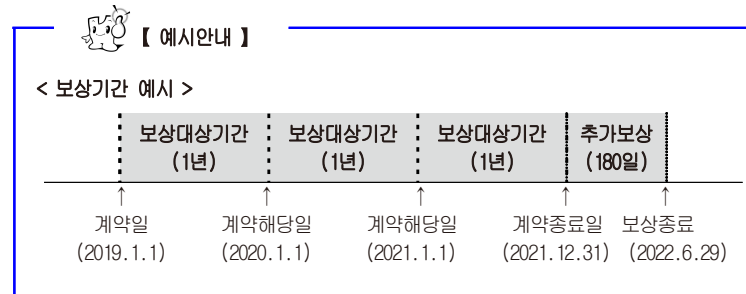 【 예시안내 】
< 보상기간 예시 >
보상대상기간 보상대상기간 보상대상기간 추가보상
(1년) (1년) (1년) (180일)
↑ ↑ ↑ ↑ ↑
계약일 계약해당일 계약해당일 계약종료일 보상종료
(2019.1.1) (2020.1.1) (2021.1.1) (2021.12.31) (2022.6.29)